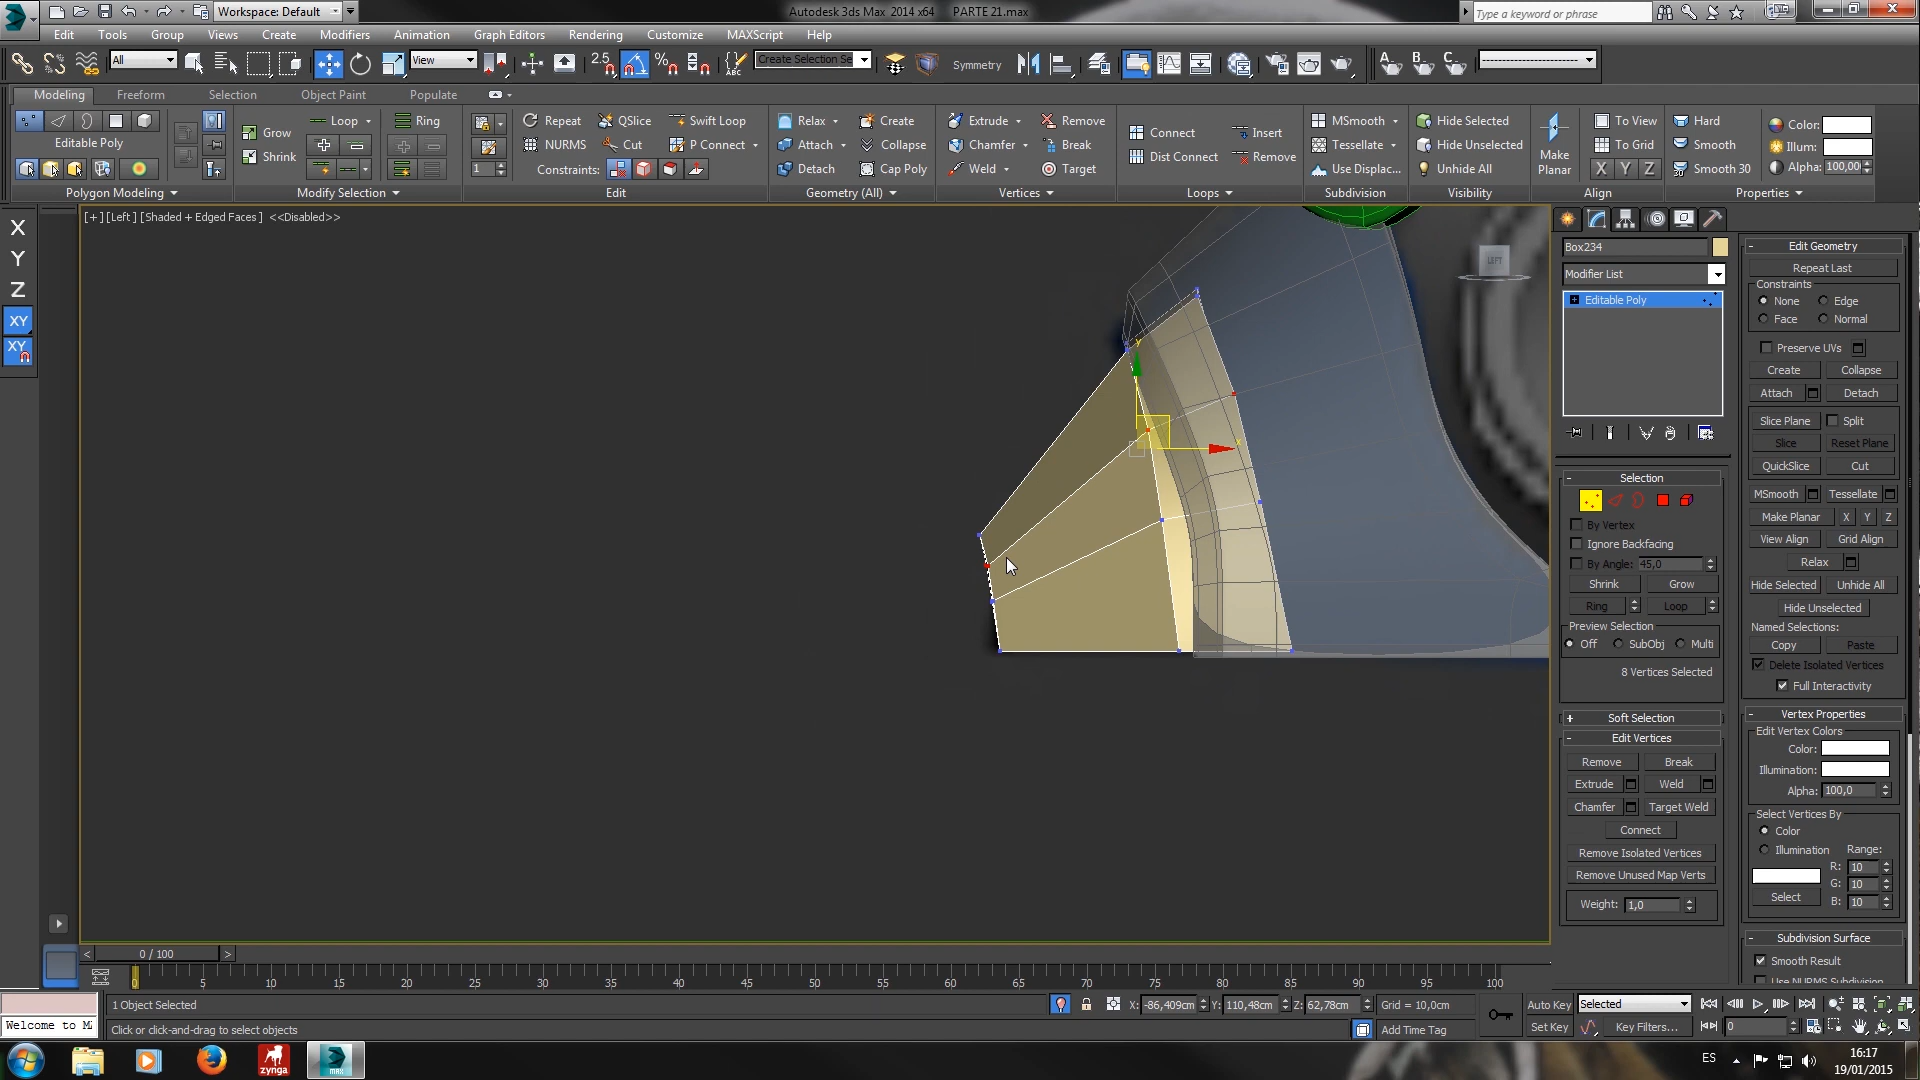 Workspace: Default
Autodesk 3ds Max 2014 x64 PARTE 21.max
Type a keyword or phrase
Edit Tools Group Views Create Modifiers Animation Graph Editors Rendering Customize MAXScript Help
All View 2.5 Create Selection Se Symmetry A... B... C...
Modeling Freeform Selection Object Paint Populate
Editable Poly
Grow
Shrink
Loop Ring
Repeat QSlice Swift Loop
NURMS Cut P Connect
1 Constraints:
Relax Create
Attach Collapse
Detach Cap Poly
Extrude Remove
Chamfer Break
Weld Target
Connect Insert
Dist Connect Remove
MSmooth
Tessellate
Use Displac...
Hide Selected
Hide Unselected
Unhide All
Make
Planar
To View
To Grid
X Y Z
Hard
Smooth
Smooth 30
Color:
Illum:
Alpha: 100,00
Polygon Modeling Modify Selection Edit Geometry (All) Vertices Loops Subdivision Visibility Align Properties
X
Y
Z
XY
XY
[+] [Left] [Shaded + Edged Faces] <<Disabled>>
LEFT
y
x
Box234
Modifier List
Editable Poly
Selection
By Vertex
Ignore Backfacing
By Angle: 45,0
Shrink Grow
Ring Loop
Preview Selection
Off SubObj Multi
8 Vertices Selected
Soft Selection
Edit Vertices
Remove Break
Extrude Weld
Chamfer Target Weld
Connect
Remove Isolated Vertices
Remove Unused Map Verts
Weight: 1,0
Edit Geometry
Repeat Last
Constraints
None Edge
Face Normal
Preserve UVs
Create Collapse
Attach Detach
Slice Plane Split
Slice Reset Plane
QuickSlice Cut
MSmooth Tessellate
Make Planar X Y Z
View Align Grid Align
Relax
Hide Selected Unhide All
Hide Unselected
Named Selections:
Copy Paste
Delete Isolated Vertices
Full Interactivity
Vertex Properties
Edit Vertex Colors
Color:
Illumination:
Alpha: 100,0
Select Vertices By
Color
Illumination Range:
R: 10
G: 10
Select B: 10
Subdivision Surface
Smooth Result
Use NURMS Subdivision
< 0 / 100 >
0 5 10 15 20 25 30 35 40 45 50 55 60 65 70 75 80 85 90 95 100
1 Object Selected X: -86,409cm Y: 110,48cm Z: 62,78cm Grid = 10,0cm Auto Key Selected
Welcome to MA Click or click-and-drag to select objects Add Time Tag Set Key Key Filters... 0
zynga
MAX
ES
16:17
19/01/2015